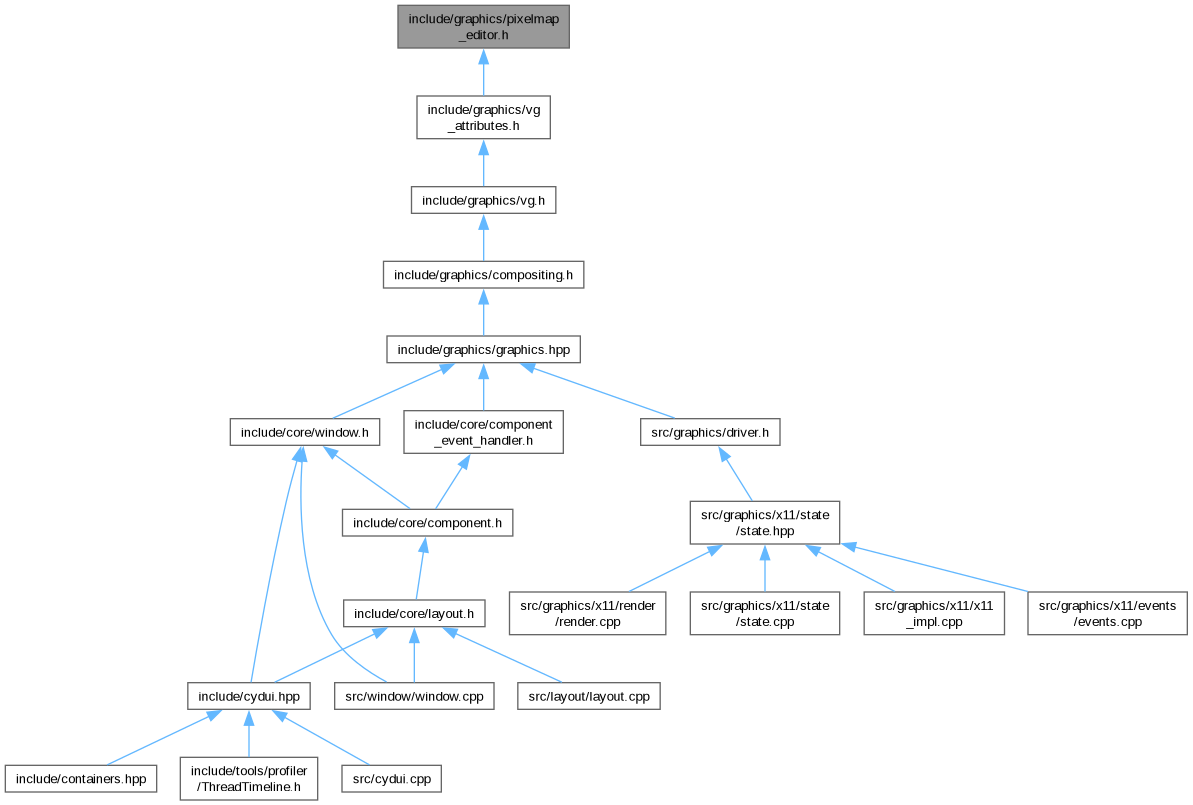 include/graphics/pixelmap
_editor.h
include/graphics/vg
_attributes.h
include/graphics/vg.h
include/graphics/compositing.h
include/graphics/graphics.hpp
include/core/window.h
include/core/component
_event_handler.h
src/graphics/driver.h
include/core/component.h
src/graphics/x11/state
/state.hpp
include/core/layout.h
src/graphics/x11/render
/render.cpp
src/graphics/x11/state
/state.cpp
src/graphics/x11/x11
_impl.cpp
src/graphics/x11/events
/events.cpp
include/cydui.hpp
src/window/window.cpp
src/layout/layout.cpp
include/containers.hpp
include/tools/profiler
/ThreadTimeline.h
src/cydui.cpp